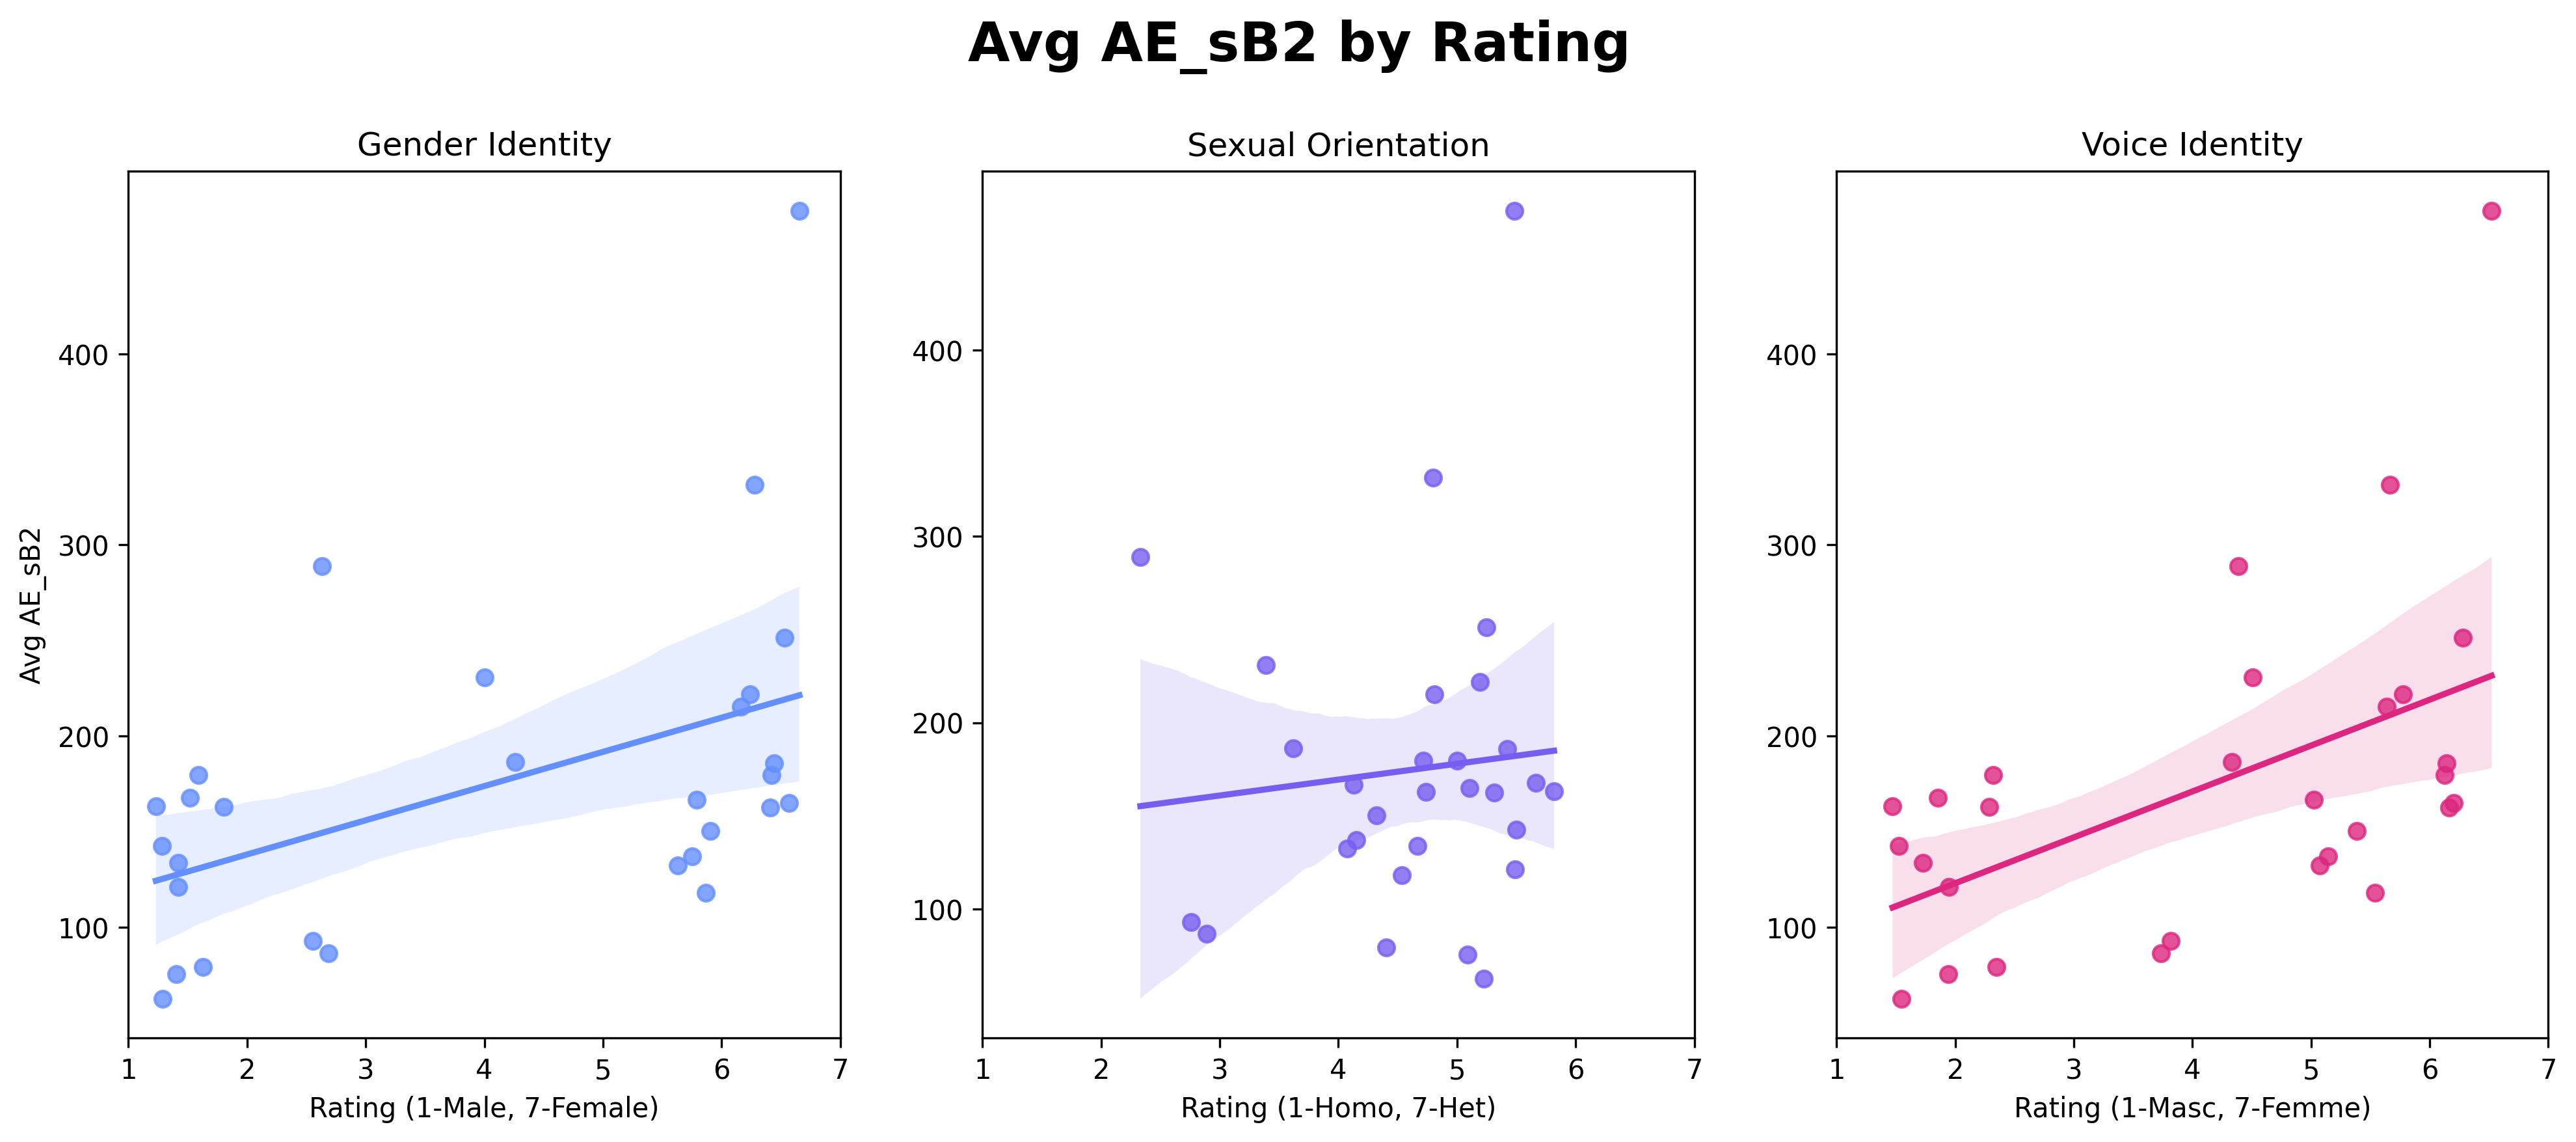 Avg AE_sB2 by Rating
Gender Identity
Sexual Orientation
Voice Identity
Avg AE_sB2
400
300
200
100
1 2 3 4 5 6 7
Rating (1-Male, 7-Female)
400
300
200
100
1 2 3 4 5 6 7
Rating (1-Homo, 7-Het)
400
300
200
100
1 2 3 4 5 6 7
Rating (1-Masc, 7-Femme)